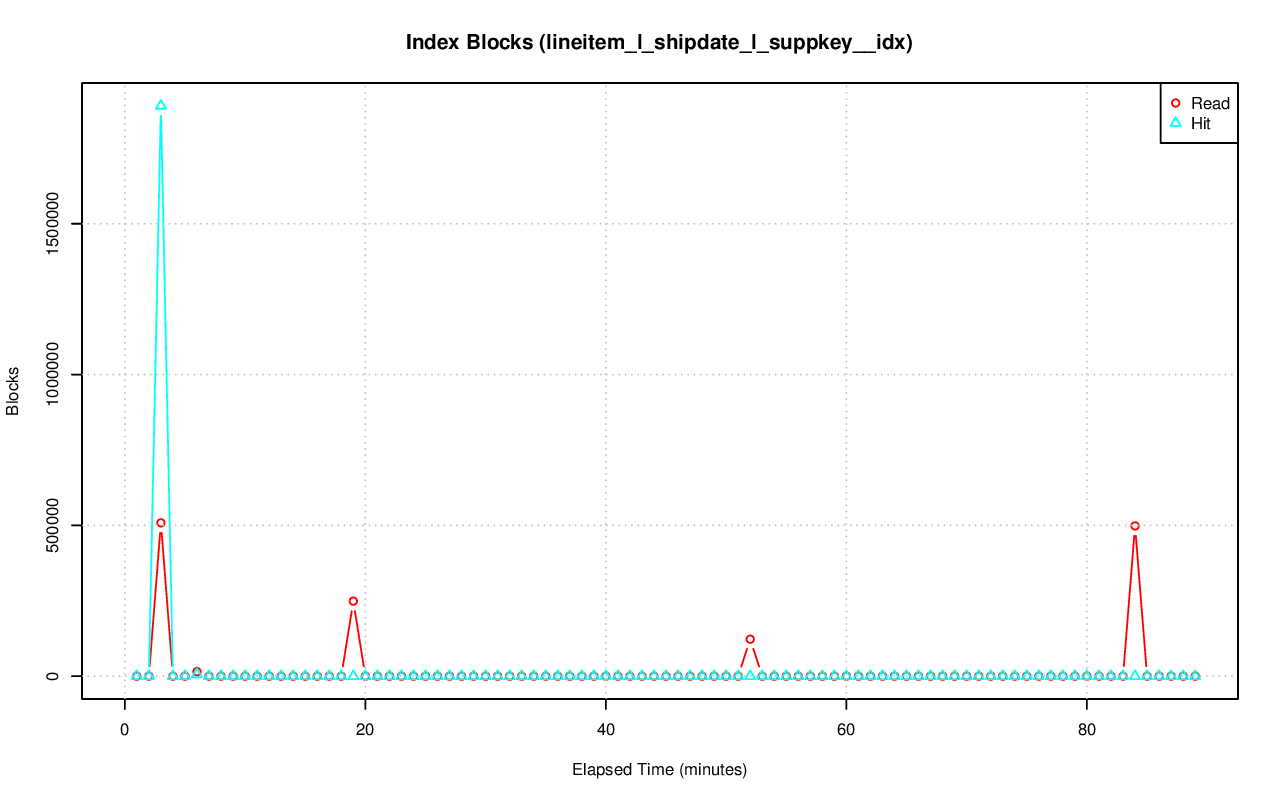 Index Blocks (lineitem_l_shipdate_l_suppkey__idx)
Read
Hit
Blocks
1500000
1000000
500000
0
0 20 40 60 80
Elapsed Time (minutes)